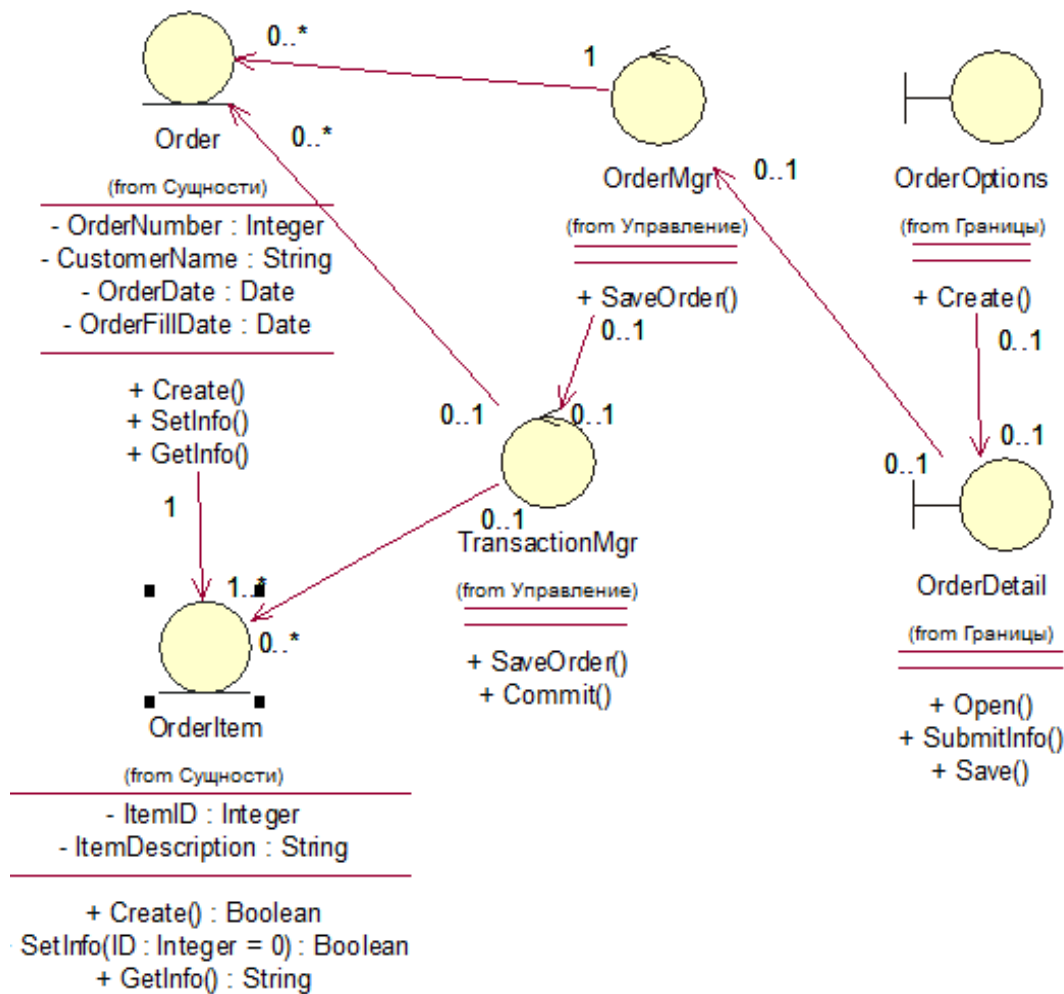 0..*
1
Order
0..*
OrderMgr
0..1
OrderOptions
(from Сущности)
(from Управление)
(from Границы)
- OrderNumber : Integer
- CustomerName : String
- OrderDate : Date
- OrderFillDate : Date
+ SaveOrder()
+ Create()
0..1
0..1
+ Create()
+ SetInfo()
+ GetInfo()
0..1
0..1
0..1
0..1
1
0..1
TransactionMgr
1..*
0..*
(from Управление)
OrderDetail
(from Границы)
+ SaveOrder()
+ Commit()
+ Open()
+ SubmitInfo()
+ Save()
OrderItem
(from Сущности)
- ItemID : Integer
- ItemDescription : String
+ Create() : Boolean
SetInfo(ID : Integer = 0) : Boolean
+ GetInfo() : String